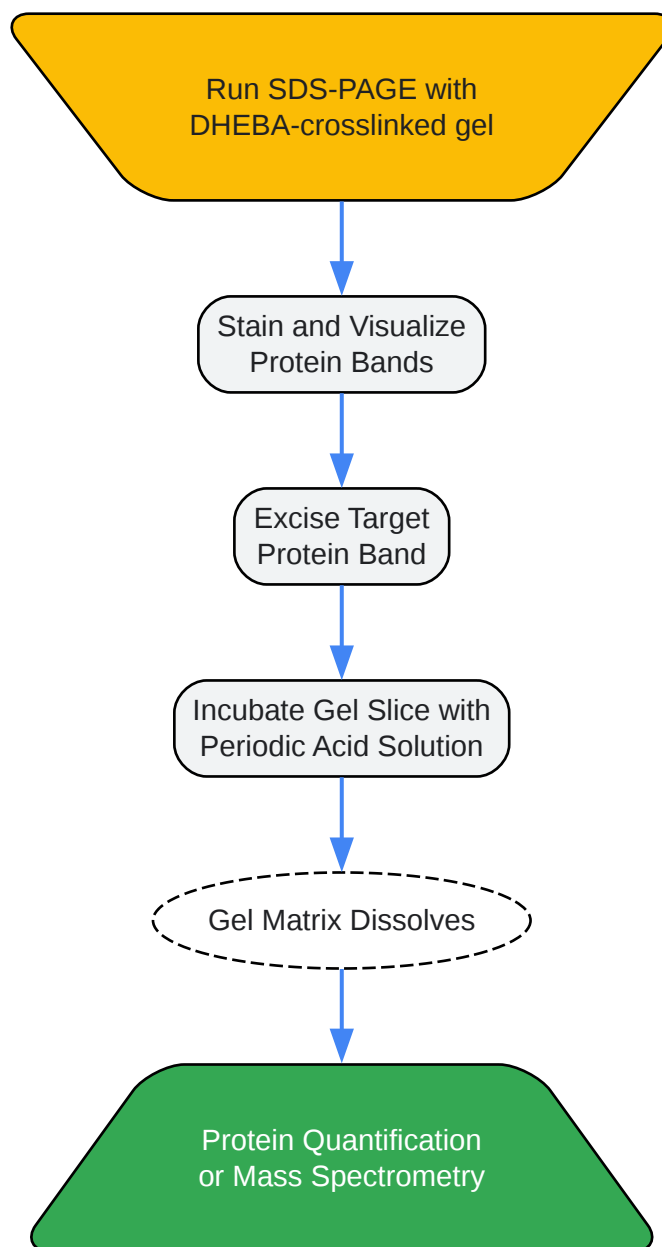 Run SDS-PAGE with
DHEBA-crosslinked gel
Stain and Visualize
Protein Bands
Excise Target
Protein Band
Incubate Gel Slice with
Periodic Acid Solution
Gel Matrix Dissolves
Protein Quantification
or Mass Spectrometry